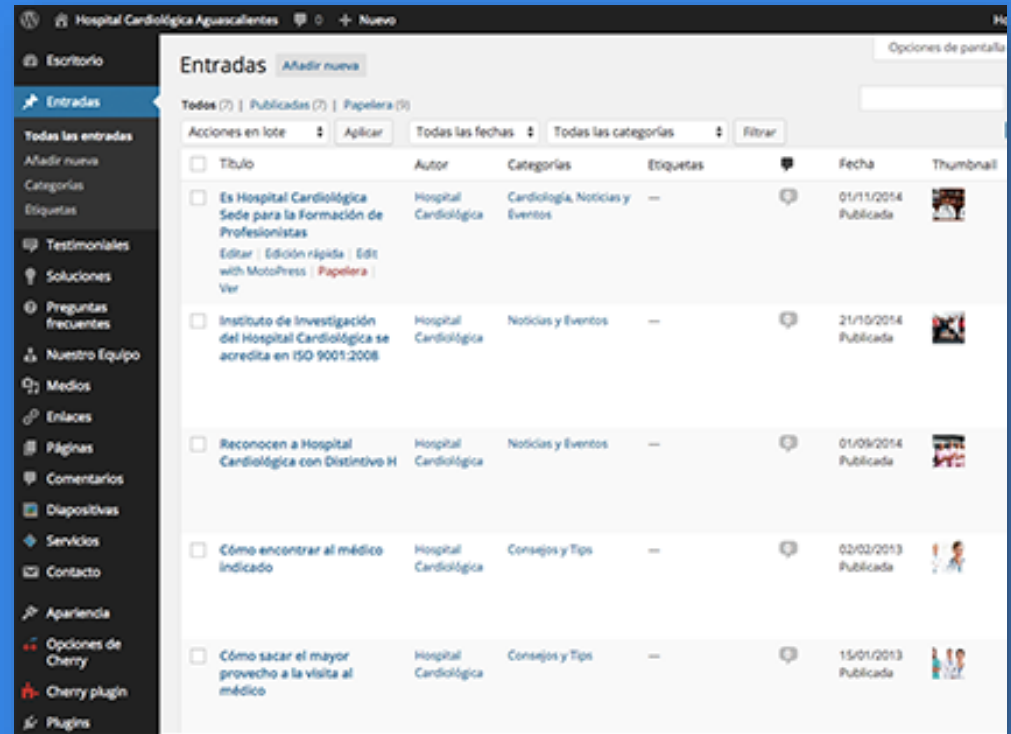 Hospital Cardiológica Aguascalientes 0 + Nuevo
Escritorio
Entradas
Todas las entradas
Añadir nueva
Categorías
Etiquetas
Testimoniales
Soluciones
Preguntas
frecuentes
Nuestro Equipo
Medios
Enlaces
Páginas
Comentarios
Diapositivas
Servicios
Contacto
Apariencia
Opciones de
Cherry
Cherry plugin
Plugins
Opciones de pantalla
Entradas Añadir nueva
Todos (7) | Publicadas (7) | Papelera (9)
Acciones en lote Aplicar Todas las fechas Todas las categorías Filtrar
Título Autor Categorías Etiquetas Fecha Thumbnail
Es Hospital Cardiológica Hospital Cardiología, Noticias y — 01/11/2014
Sede para la Formación de Cardiológica Eventos Publicada
Profesionistas
Editar | Edición rápida | Edit
with MotoPress | Papelera |
Ver
Instituto de Investigación Hospital Noticias y Eventos — 21/10/2014
del Hospital Cardiológica se Cardiológica Publicada
acredita en ISO 9001:2008
Reconocen a Hospital Hospital Noticias y Eventos — 01/09/2014
Cardiológica con Distintivo H Cardiológica Publicada
Cómo encontrar al médico Hospital Consejos y Tips — 02/02/2013
indicado Cardiológica Publicada
Cómo sacar el mayor Hospital Consejos y Tips — 15/01/2013
provecho a la visita al Cardiológica Publicada
médico